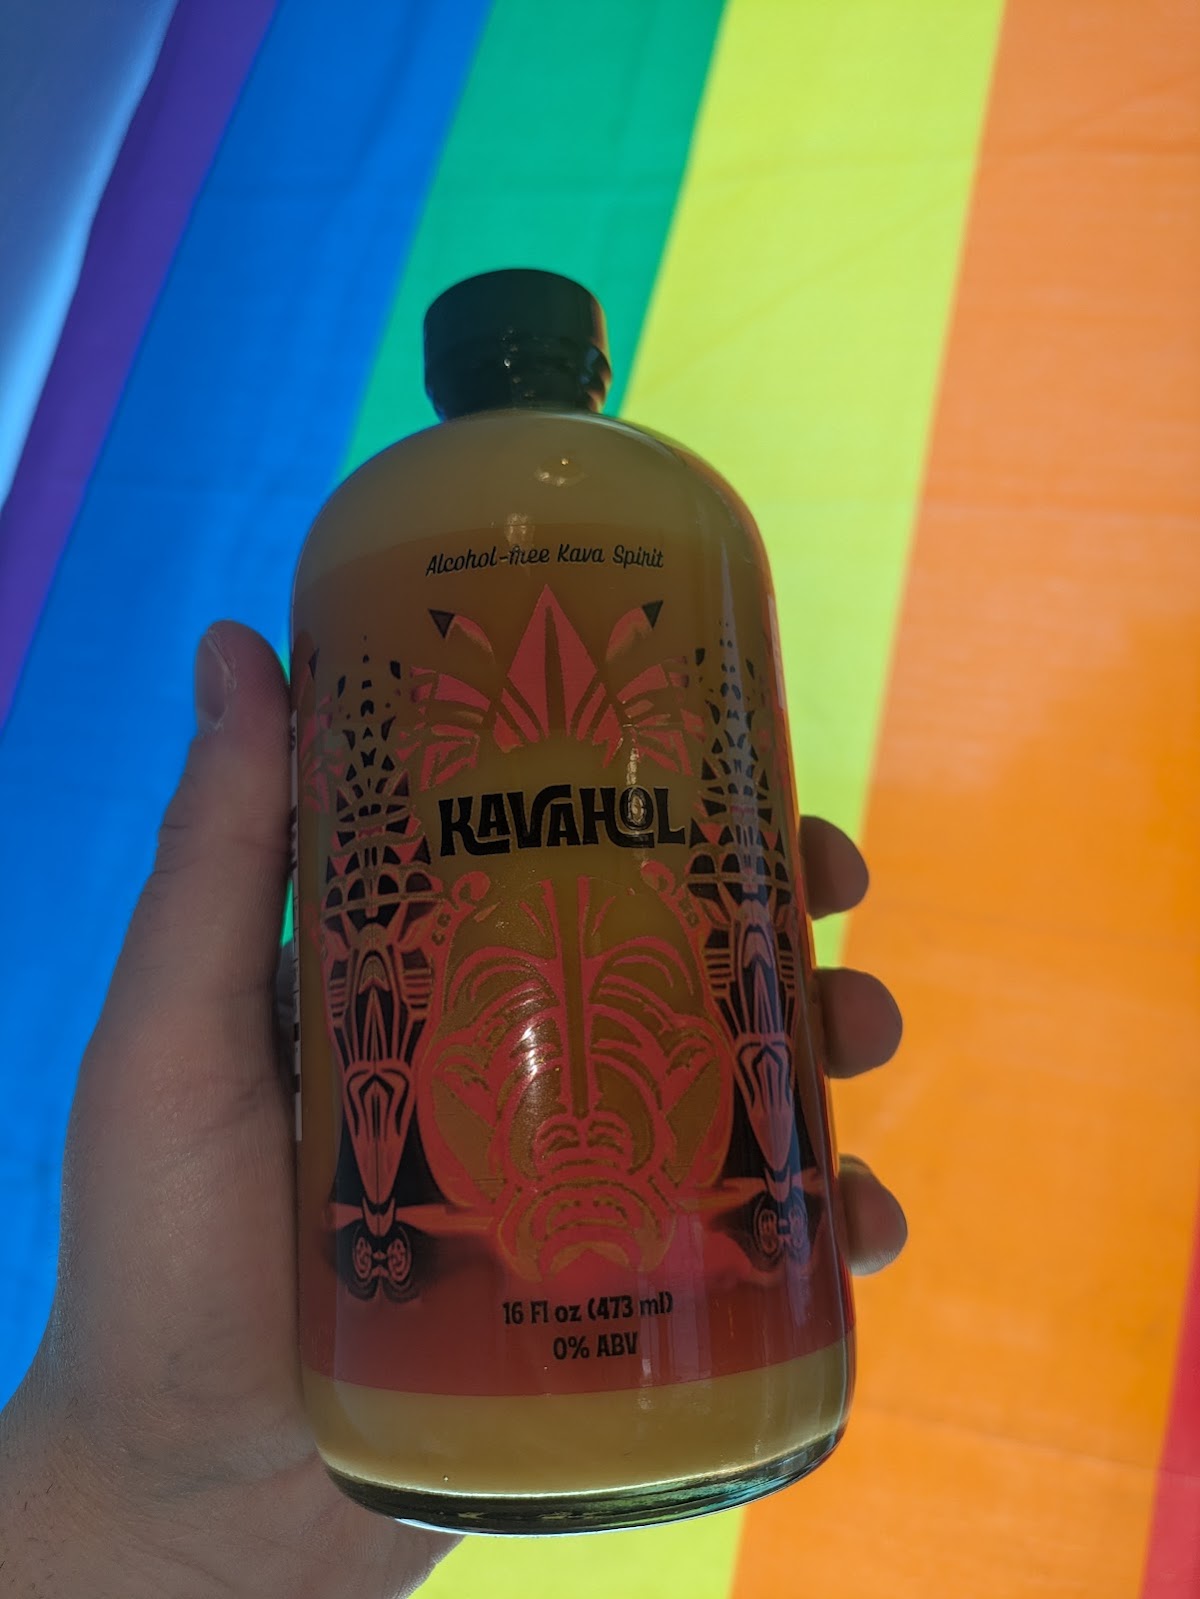 Alcohol-free Kava Spirit
KAVAHOL
16 Fl oz (473 ml)
0% ABV